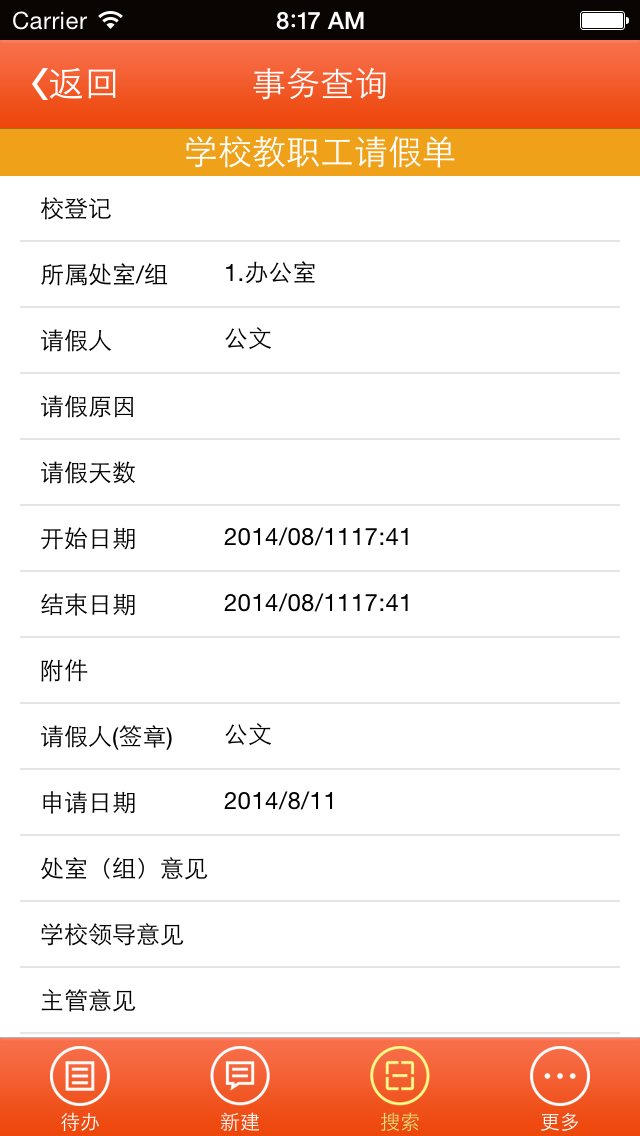 Carrier 8:17 AM
返回 事务查询
学校教职工请假单
校登记
所属处室/组 1.办公室
请假人 公文
请假原因
请假天数
开始日期 2014/08/1117:41
结束日期 2014/08/1117:41
附件
请假人(签章) 公文
申请日期 2014/8/11
处室（组）意见
学校领导意见
主管意见
待办 新建 搜索 更多